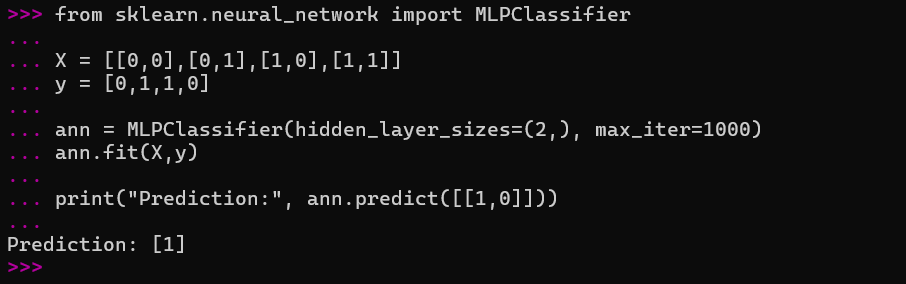 >>> from sklearn.neural_network import MLPClassifier
...
... X = [[0,0],[0,1],[1,0],[1,1]]
... y = [0,1,1,0]
...
... ann = MLPClassifier(hidden_layer_sizes=(2,), max_iter=1000)
... ann.fit(X,y)
...
... print("Prediction:", ann.predict([[1,0]]))
...
Prediction: [1]
>>>